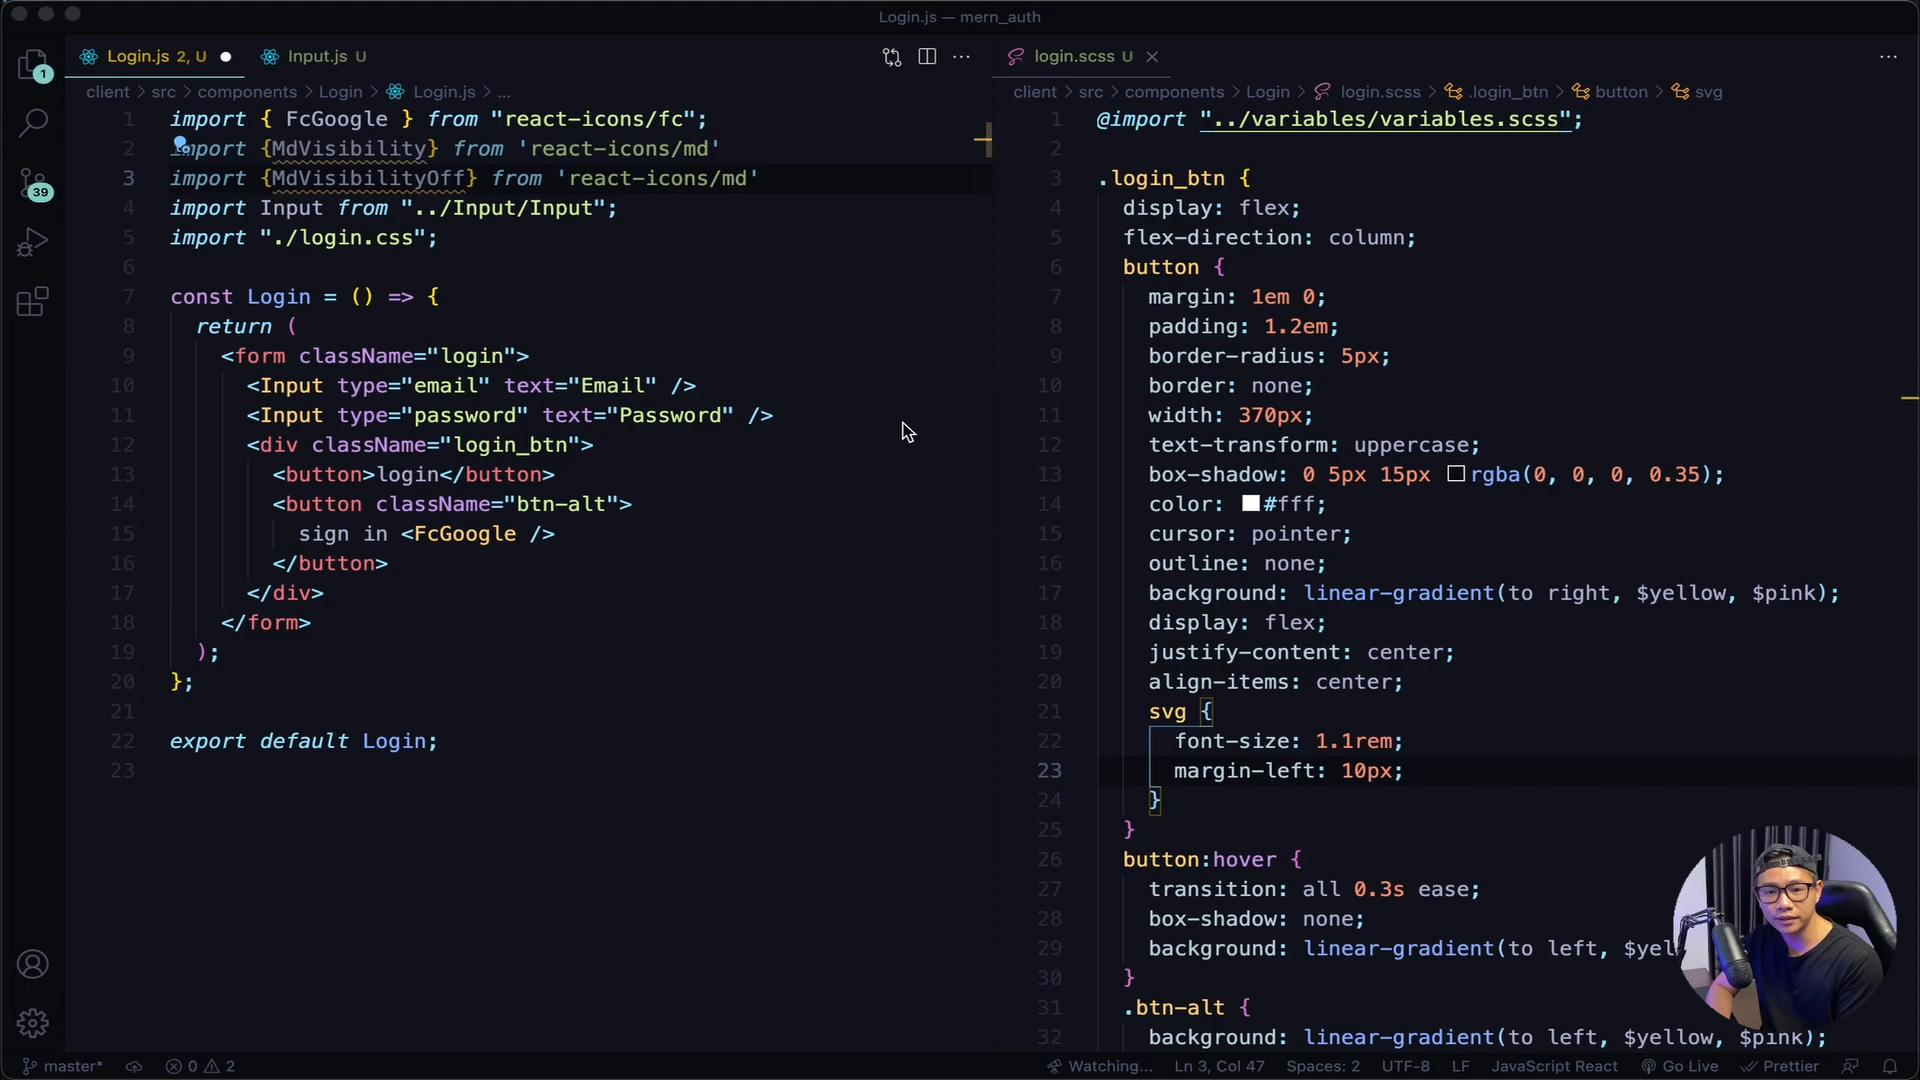 Login.js — mern_auth
Login.js 2, U
Input.js U
login.scss U
client > src > components > Login > Login.js > ...
client > src > components > Login > login.scss > .login_btn > button > svg
1 import { FcGoogle } from "react-icons/fc";
2 import {MdVisibility} from 'react-icons/md'
3 import {MdVisibilityOff} from 'react-icons/md'
4 import Input from "../Input/Input";
5 import "./login.css";
6
7 const Login = () => {
8 return (
9 <form className="login">
10 <Input type="email" text="Email" />
11 <Input type="password" text="Password" />
12 <div className="login_btn">
13 <button>login</button>
14 <button className="btn-alt">
15 sign in <FcGoogle />
16 </button>
17 </div>
18 </form>
19 );
20 };
21
22 export default Login;
23
1 @import "../variables/variables.scss";
2
3 .login_btn {
4 display: flex;
5 flex-direction: column;
6 button {
7 margin: 1em 0;
8 padding: 1.2em;
9 border-radius: 5px;
10 border: none;
11 width: 370px;
12 text-transform: uppercase;
13 box-shadow: 0 5px 15px rgba(0, 0, 0, 0.35);
14 color: #fff;
15 cursor: pointer;
16 outline: none;
17 background: linear-gradient(to right, $yellow, $pink);
18 display: flex;
19 justify-content: center;
20 align-items: center;
21 svg {
22 font-size: 1.1rem;
23 margin-left: 10px;
24 }
25 }
26 button:hover {
27 transition: all 0.3s ease;
28 box-shadow: none;
29 background: linear-gradient(to left, $yel
30 }
31 .btn-alt {
32 background: linear-gradient(to left, $yellow, $pink);
1
39
master* 0 2 Watching... Ln 3, Col 47 Spaces: 2 UTF-8 LF JavaScript React Go Live Prettier